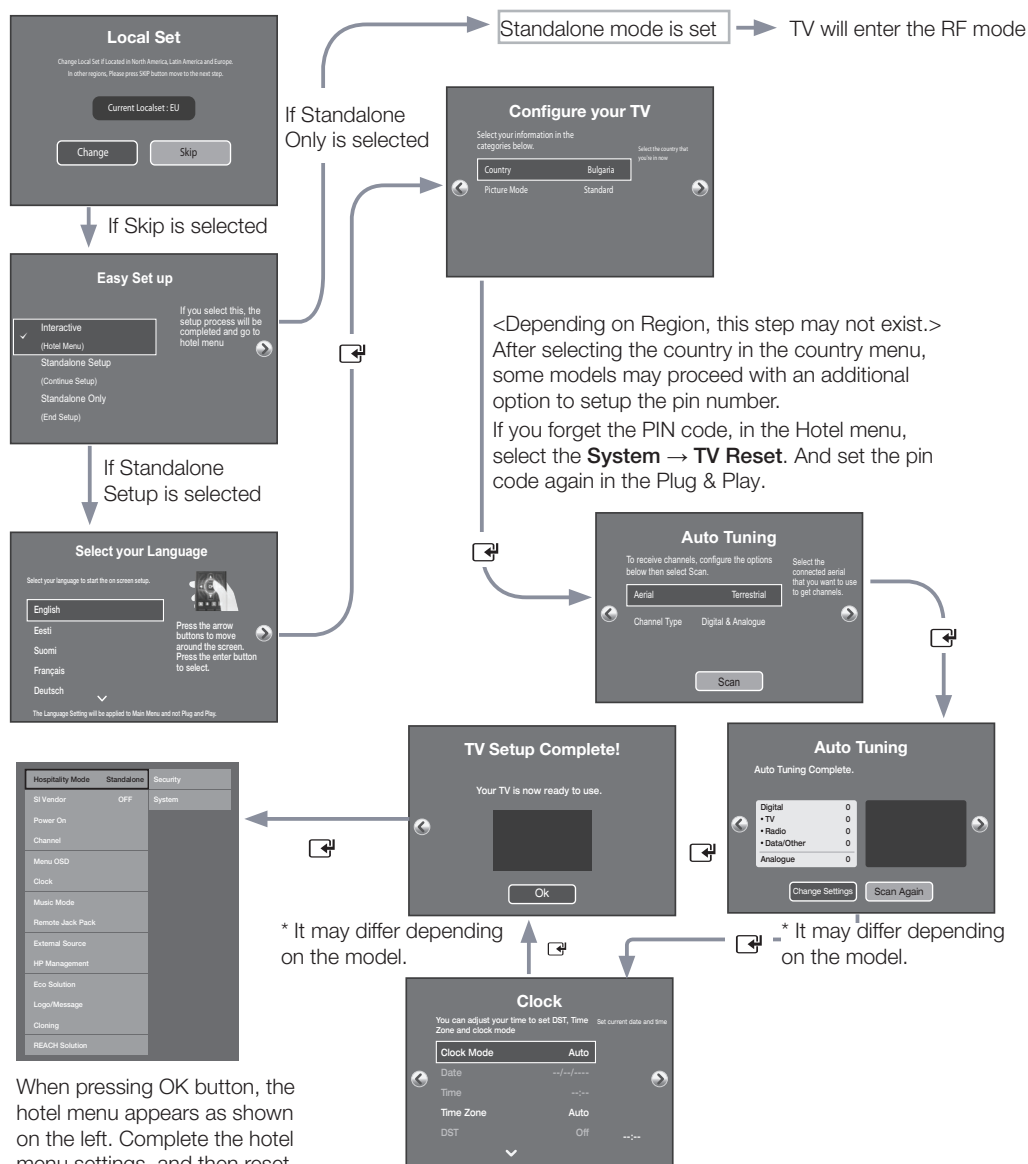 Local Set
Change Local Set if Located in North America, Latin America and Europe.
In other regions, Please press SKIP button move to the next step.
Current Localset : EU
Change
Skip
If Skip is selected
Easy Set up
Interactive
(Hotel Menu)
Standalone Setup
(Continue Setup)
Standalone Only
(End Setup)
If you select this, the
setup process will be
completed and go to
hotel menu
If Standalone
Only is selected
Standalone mode is set
TV will enter the RF mode
If Standalone
Setup is selected
Select your Language
Select your language to start the on screen setup.
English
Eesti
Suomi
Français
Deutsch
Press the arrow
buttons to move
around the screen.
Press the enter button
to select.
The Language Setting will be applied to Main Menu and not Plug and Play.
Configure your TV
Select your information in the
categories below.
Country Bulgaria
Picture Mode Standard
Select the country that
you're in now
<Depending on Region, this step may not exist.>
After selecting the country in the country menu,
some models may proceed with an additional
option to setup the pin number.
If you forget the PIN code, in the Hotel menu,
select the System → TV Reset. And set the pin
code again in the Plug & Play.
Auto Tuning
To receive channels, configure the options
below then select Scan.
Aerial Terrestrial
Channel Type Digital & Analogue
Select the
connected aerial
that you want to use
to get channels.
Scan
Auto Tuning
Auto Tuning Complete.
Digital 0
• TV 0
• Radio 0
• Data/Other 0
Analogue 0
Change Settings
Scan Again
* It may differ depending
on the model.
Clock
You can adjust your time to set DST, Time
Zone and clock mode
Set current date and time
Clock Mode Auto
Date --/--/----
Time --:--
Time Zone Auto
DST Off
--:--
TV Setup Complete!
Your TV is now ready to use.
Ok
* It may differ depending
on the model.
Hospitality Mode Standalone
SI Vendor OFF
Power On
Channel
Menu OSD
Clock
Music Mode
Remote Jack Pack
External Source
HP Management
Eco Solution
Logo/Message
Cloning
REACH Solution
Security
System
When pressing OK button, the
hotel menu appears as shown
on the left. Complete the hotel
menu settings, and then reset